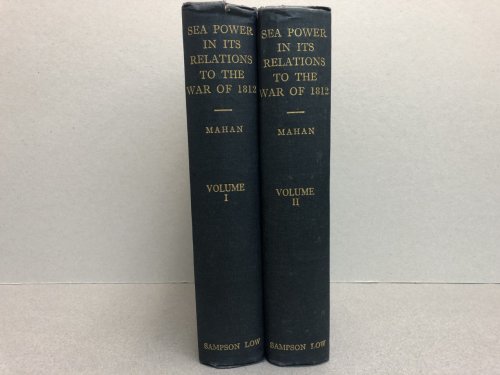 SEA POWER
IN ITS
RELATIONS
TO THE
WAR OF 1812
MAHAN
VOLUME
I
SAMPSON LOW
SEA POWER
IN ITS
RELATIONS
TO THE
WAR OF 1812
MAHAN
VOLUME
II
SAMPSON LOW